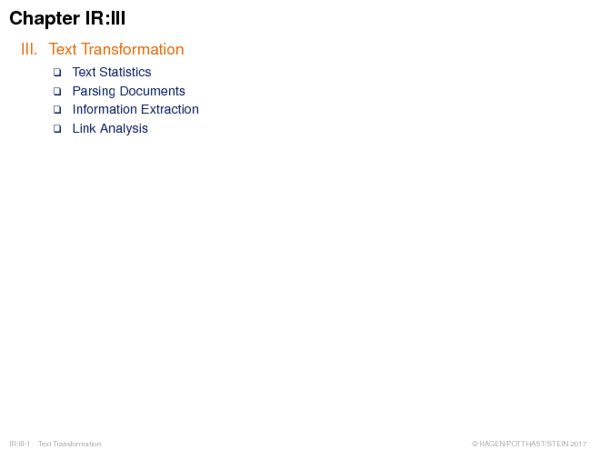 Chapter IR:III
III. Text Transformation
❑ Text Statistics
❑ Parsing Documents
❑ Information Extraction
❑ Link Analysis
IR:III-1 Text Transformation © HAGEN/POTTHAST/STEIN 2017